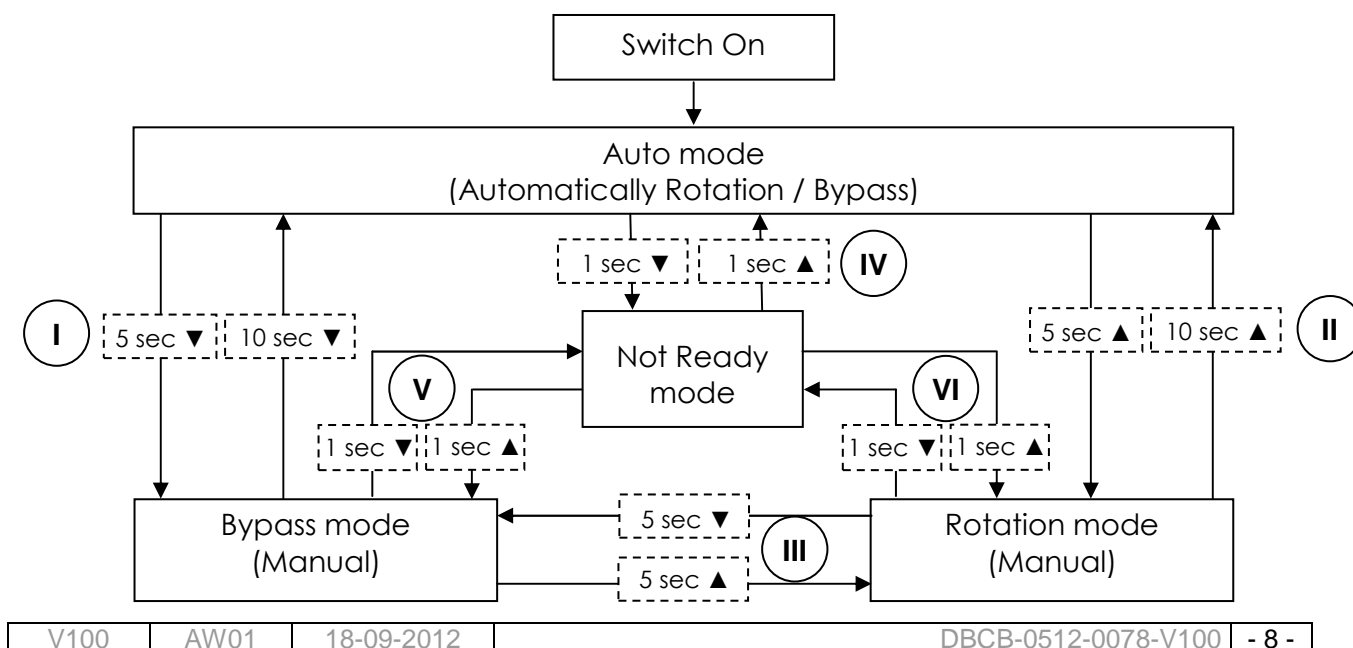 Switch On
Auto mode
(Automatically Rotation / Bypass)
1 sec ▼
1 sec ▲
IV
I
5 sec ▼
10 sec ▼
5 sec ▲
10 sec ▲
II
Not Ready
mode
V
VI
1 sec ▼
1 sec ▲
1 sec ▼
1 sec ▲
Bypass mode
(Manual)
5 sec ▼
III
5 sec ▲
Rotation mode
(Manual)
V100 AW01 18-09-2012 DBCB-0512-0078-V100 - 8 -